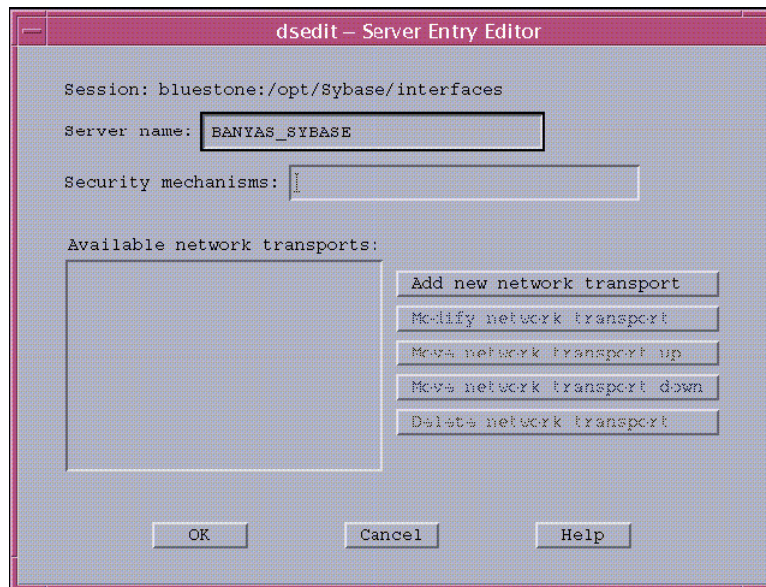 dsedit – Server Entry Editor
Session: bluestone:/opt/Sybase/interfaces
Server name: BANYAS_SYBASE
Security mechanisms:
Available network transports:
Add new network transport
Modify network transport
Move network transport up
Move network transport down
Delete network transport
OK Cancel Help